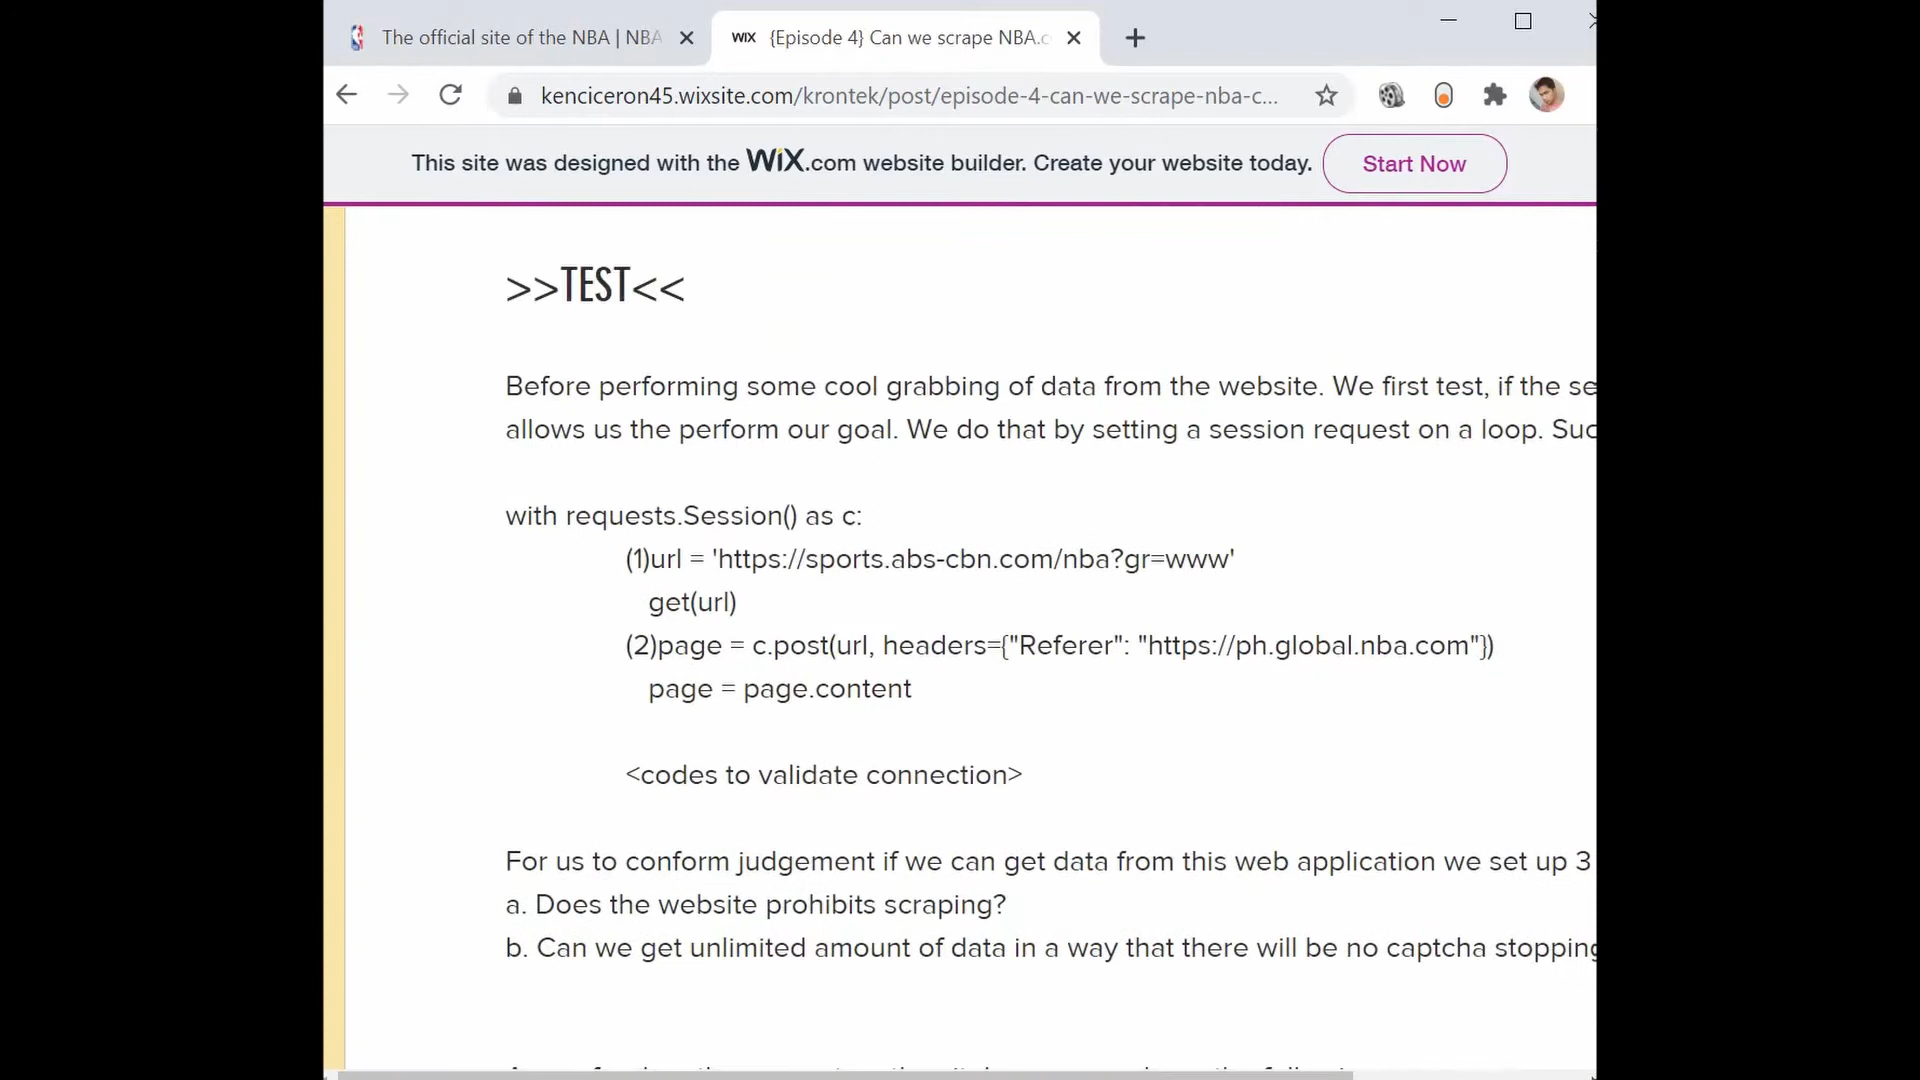 The official site of the NBA | NBA
WiX {Episode 4} Can we scrape NBA.c
kenciceron45.wixsite.com/krontek/post/episode-4-can-we-scrape-nba-c...
This site was designed with the WiX.com website builder. Create your website today. Start Now
>>TEST<<
Before performing some cool grabbing of data from the website. We first test, if the se
allows us the perform our goal. We do that by setting a session request on a loop. Suc
with requests.Session() as c:
(1)url = 'https://sports.abs-cbn.com/nba?gr=www'
get(url)
(2)page = c.post(url, headers={"Referer": "https://ph.global.nba.com"})
page = page.content
<codes to validate connection>
For us to conform judgement if we can get data from this web application we set up 3
a. Does the website prohibits scraping?
b. Can we get unlimited amount of data in a way that there will be no captcha stopping